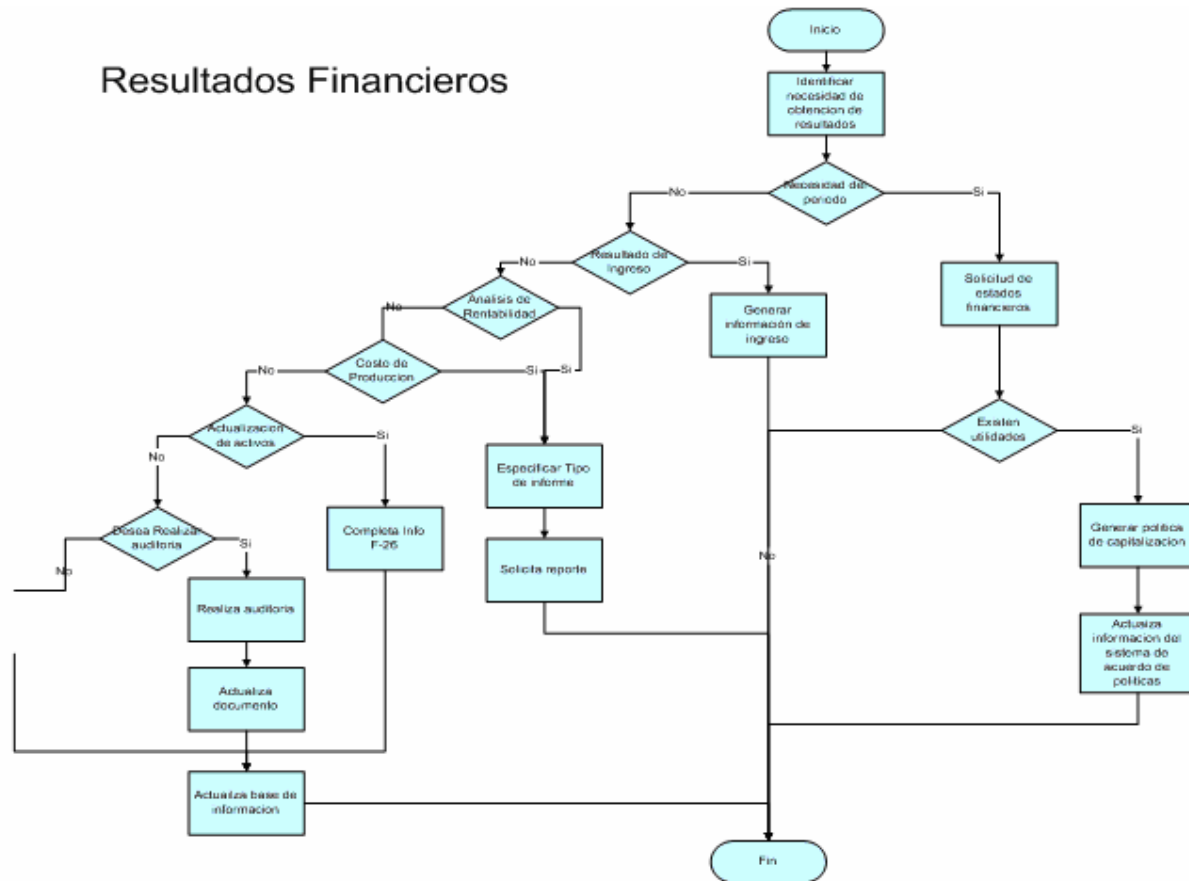 Resultados Financieros
Inicio
Identificar
necesidad de
obtencion de
resultados
Necesidad del
periodo
No
Si
Resultado de
Ingreso
No
Si
Analisis de
Rentabilidad
No
Si
Generar
información de
ingreso
Solicitud de
estados
financieros
Costo de
Produccion
No
Si
Actualizacion
de activos
No
Si
Existen
utilidades
Si
No
Especificar Tipo
de informe
Desea Realizar
auditoria
No
Si
Completa Info
F-26
Solicita reporte
Generar politica
de capitalizacion
Realiza auditoria
Actualiza
documento
Actuaiza
informacion del
sistema de
acuerdo de
politicas
Actualiza base de
informacion
Fin